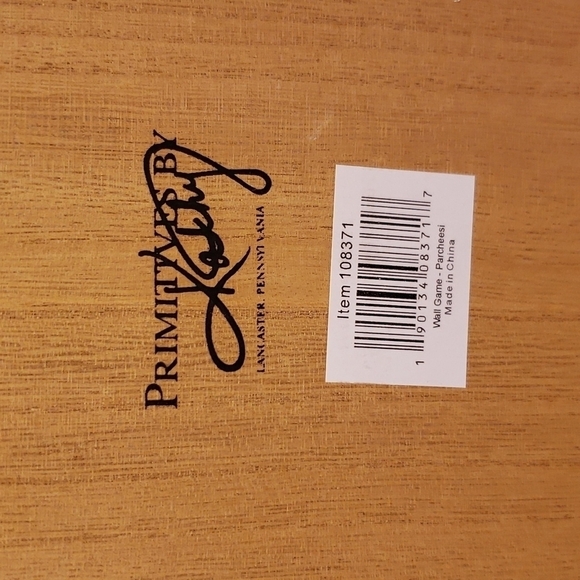 PRIMITIVES BY
Kathy
LANCASTER, PENNSYLVANIA
Item 108371
1 90134 08371 7
Wall Game - Parcheesi
Made in China